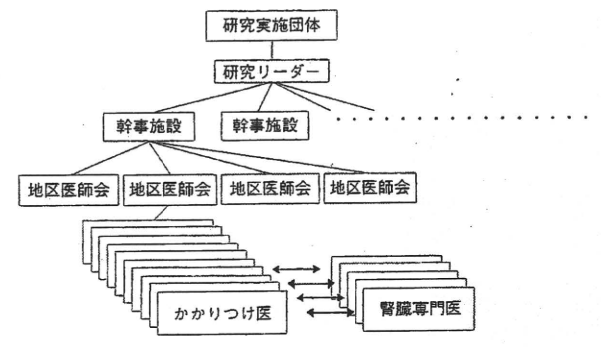 研究実施団体
研究リーダー
幹事施設
幹事施設
地区医師会
地区医師会
地区医師会
地区医師会
かかりつけ医
腎臓専門医